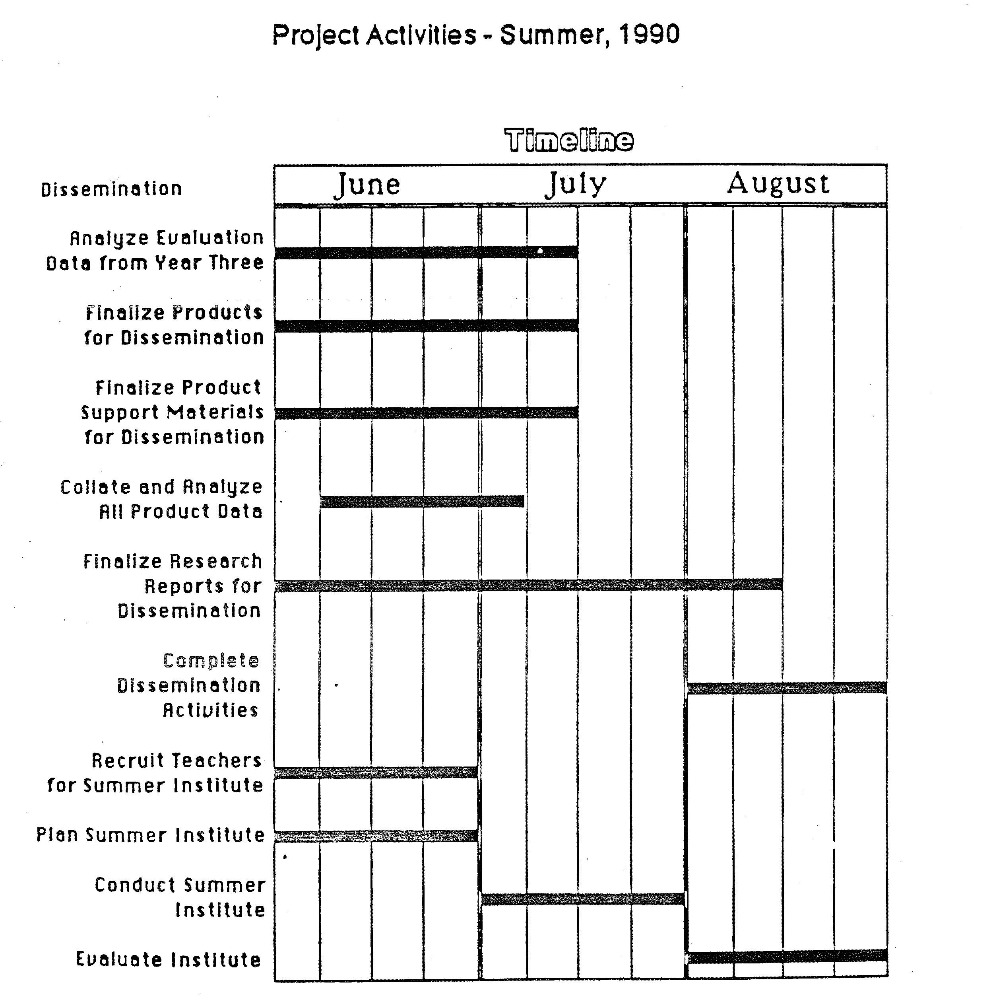 Project Activities - Summer, 1990
Timeline
Dissemination
June July August
Analyze Evaluation
Data from Year Three
Finalize Products
for Dissemination
Finalize Product
Support Materials
for Dissemination
Collate and Analyze
All Product Data
Finalize Research
Reports for
Dissemination
Complete
Dissemination
Activities
Recruit Teachers
for Summer Institute
Plan Summer Institute
Conduct Summer
Institute
Evaluate Institute